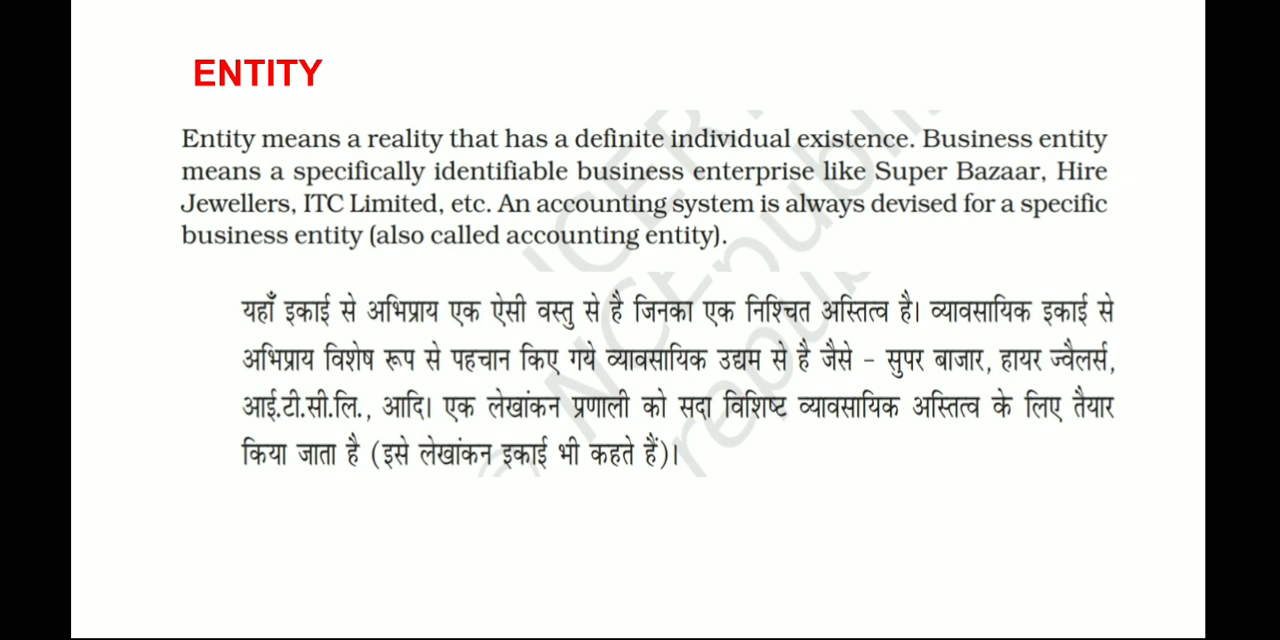 ENTITY
Entity means a reality that has a definite individual existence. Business entity
means a specifically identifiable business enterprise like Super Bazaar, Hire
Jewellers, ITC Limited, etc. An accounting system is always devised for a specific
business entity (also called accounting entity).
यहाँ इकाई से अभिप्राय एक ऐसी वस्तु से है जिनका एक निश्चित अस्तित्व है। व्यावसायिक इकाई से
अभिप्राय विशेष रूप से पहचान किए गये व्यावसायिक उद्यम से है जैसे – सुपर बाजार, हायर ज्वैलर्स,
आई.टी.सी.लि., आदि। एक लेखांकन प्रणाली को सदा विशिष्ट व्यावसायिक अस्तित्व के लिए तैयार
किया जाता है (इसे लेखांकन इकाई भी कहते हैं)।